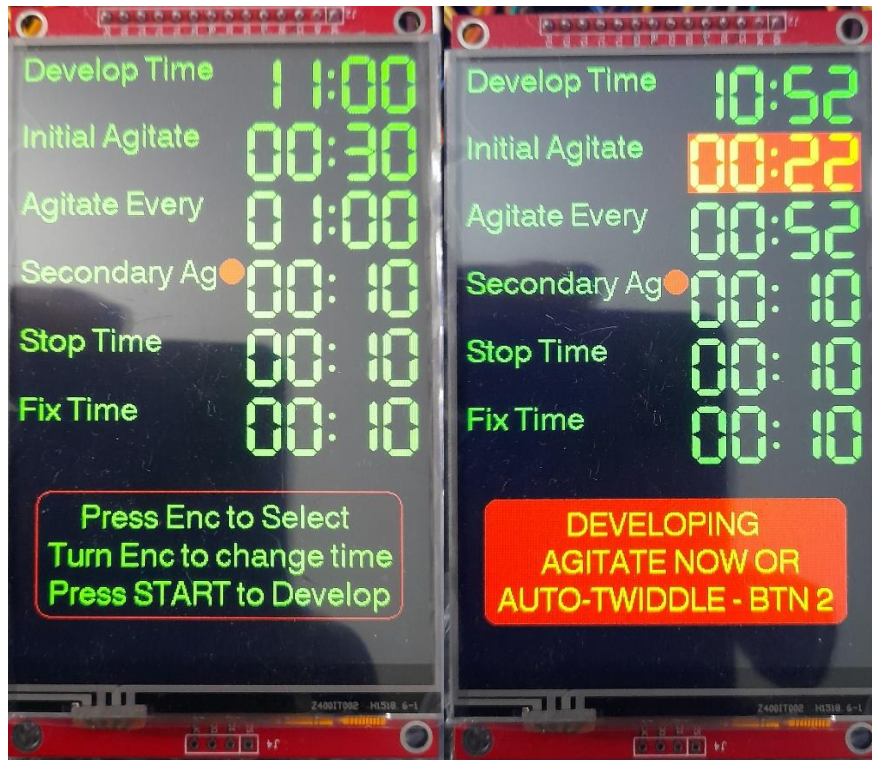 Develop Time 11:00
Initial Agitate 00:30
Agitate Every 01:00
Secondary Ag 00:10
Stop Time 00:10
Fix Time 00:10
Press Enc to Select
Turn Enc to change time
Press START to Develop
Z400IT002 H1510.6-1
J4
Develop Time 10:52
Initial Agitate 00:22
Agitate Every 00:52
Secondary Ag 00:10
Stop Time 00:10
Fix Time 00:10
DEVELOPING
AGITATE NOW OR
AUTO-TWIDDLE - BTN 2
Z400IT002 H1510.6-1
J4